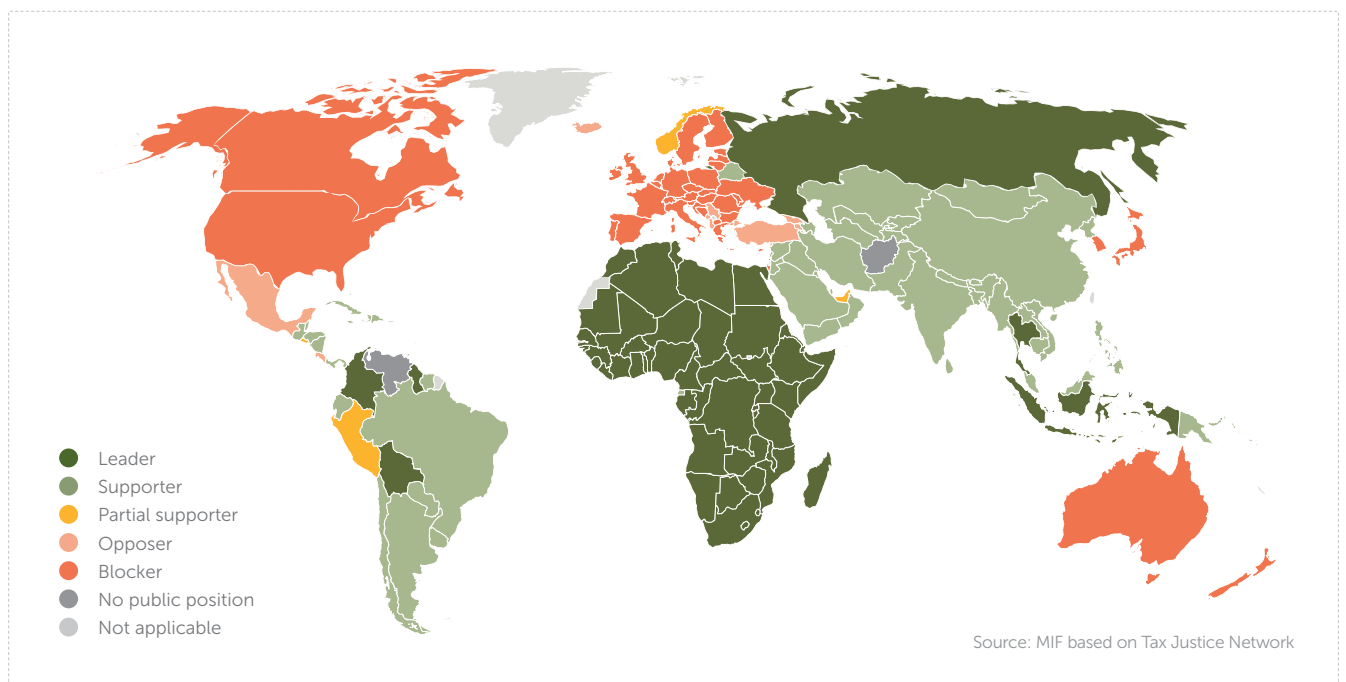 Leader
Supporter
Partial supporter
Opposer
Blocker
No public position
Not applicable
Source: MIF based on Tax Justice Network